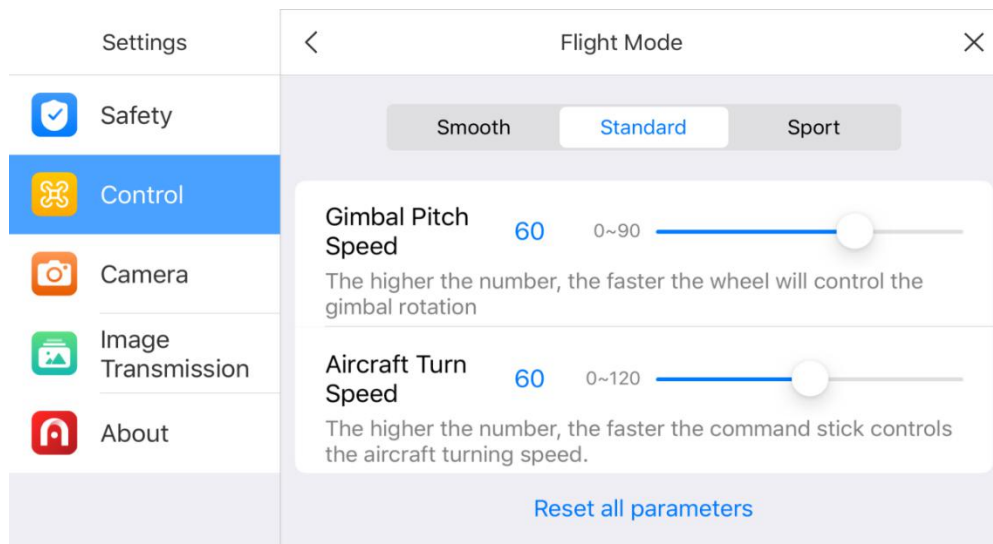 Settings
Safety
Control
Camera
Image
Transmission
About
Flight Mode
Smooth Standard Sport
Gimbal Pitch
Speed
60 0~90
The higher the number, the faster the wheel will control the
gimbal rotation
Aircraft Turn
Speed
60 0~120
The higher the number, the faster the command stick controls
the aircraft turning speed.
Reset all parameters